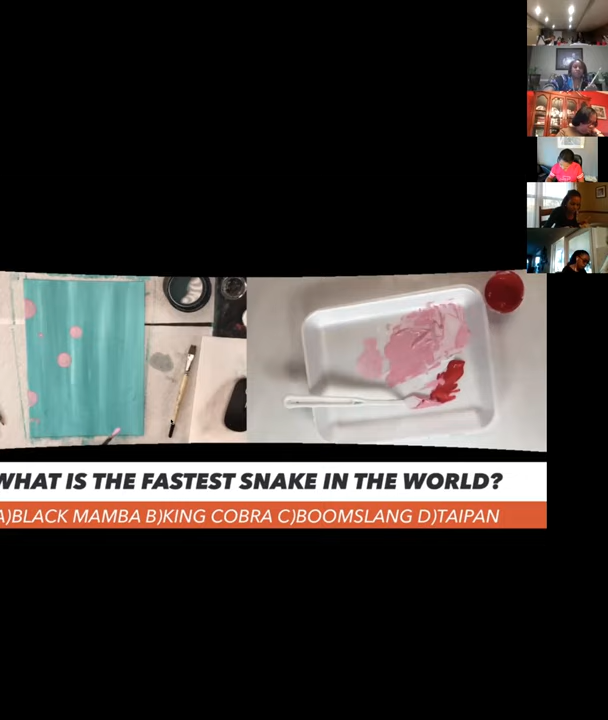 WHAT IS THE FASTEST SNAKE IN THE WORLD?
A)BLACK MAMBA B)KING COBRA C)BOOMSLANG D)TAIPAN